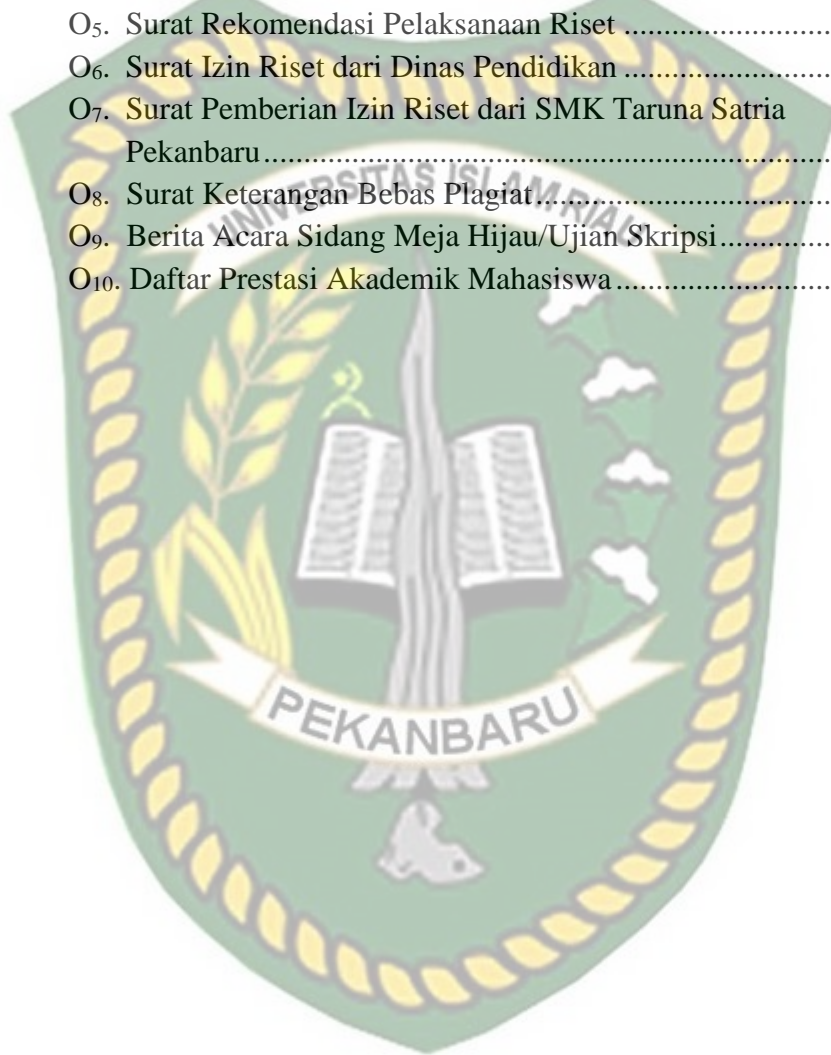 O₅. Surat Rekomendasi Pelaksanaan Riset ..........................
O₆. Surat Izin Riset dari Dinas Pendidikan ..........................
O₇. Surat Pemberian Izin Riset dari SMK Taruna Satria
Pekanbaru.......................................................................
O₈. Surat Keterangan Bebas Plagiat.....................................
O₉. Berita Acara Sidang Meja Hijau/Ujian Skripsi..............
O₁₀. Daftar Prestasi Akademik Mahasiswa...........................
UNIVERSITAS ISLAM RIAU
PEKANBARU